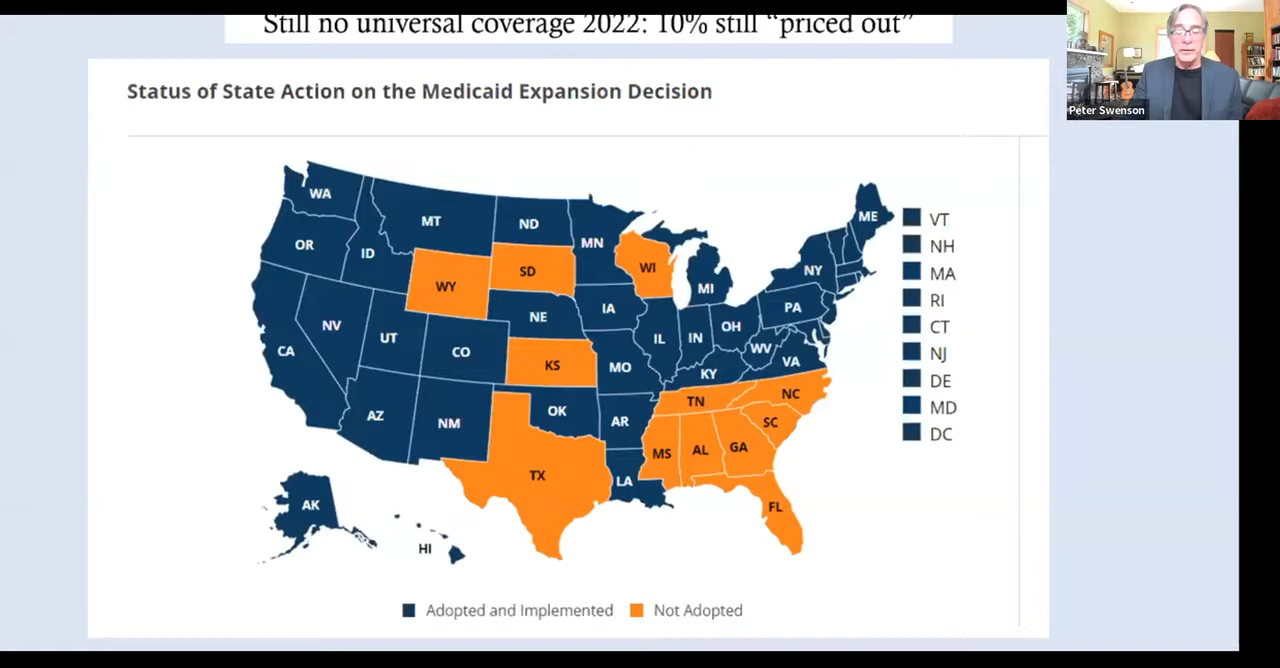 Still no universal coverage 2022: 10% still “priced out”
Peter Swenson
Status of State Action on the Medicaid Expansion Decision
WA
MT
ND
MN
ME
VT
OR
ID
NH
WY
SD
WI
NY
MA
MI
RI
NE
IA
PA
NV
UT
CO
IL
IN
OH
CT
CA
KS
MO
KY
WV
VA
NJ
DE
AZ
NM
OK
AR
TN
NC
MD
SC
DC
TX
LA
MS
AL
GA
AK
FL
HI
Adopted and Implemented
Not Adopted